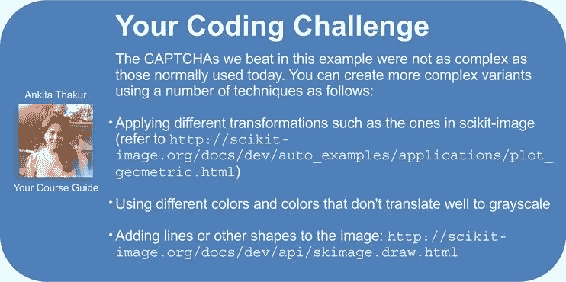 Your Coding Challenge
The CAPTCHAs we beat in this example were not as complex as
those normally used today. You can create more complex variants
using a number of techniques as follows:
Ankita Thakur
Your Course Guide
• Applying different transformations such as the ones in scikit-image
(refer to http://scikit-
image.org/docs/dev/auto_examples/applications/plot_
geometric.html)
• Using different colors and colors that don't translate well to grayscale
• Adding lines or other shapes to the image: http://scikit-
image.org/docs/dev/api/skimage.draw.html